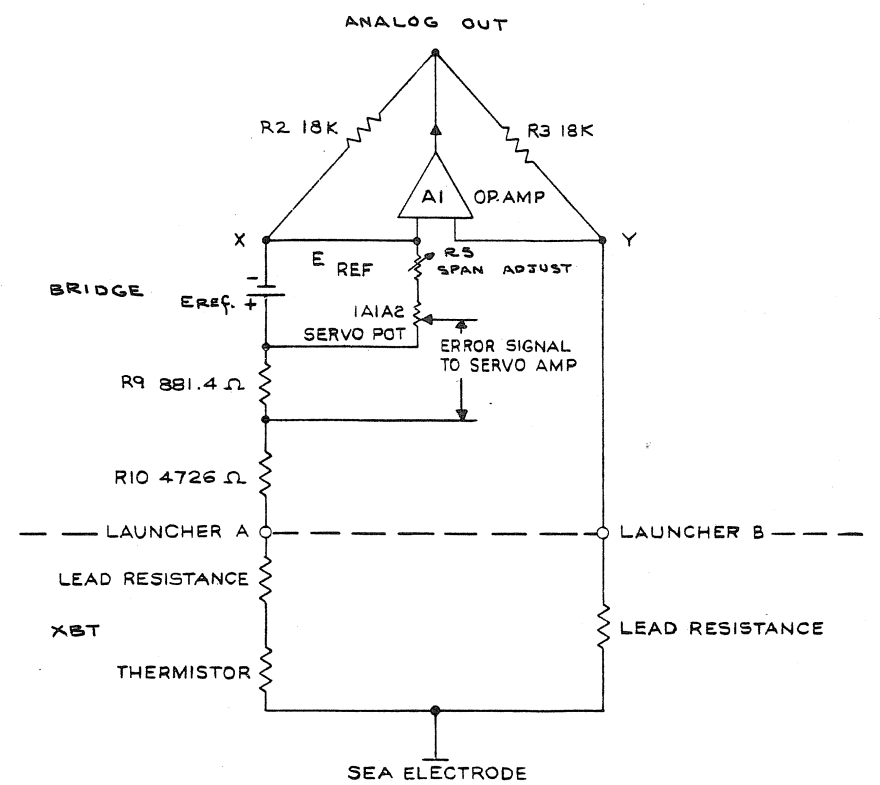 ANALOG OUT
R2 18K
R3 18K
A1
OP. AMP
X
Y
E REF
R5
SPAN ADJUST
BRIDGE
-
EREF. +
1A1A2
SERVO POT
ERROR SIGNAL
TO SERVO AMP
R9 881.4 Ω
R10 4726 Ω
LAUNCHER A
LAUNCHER B
LEAD RESISTANCE
XBT
LEAD RESISTANCE
THERMISTOR
SEA ELECTRODE